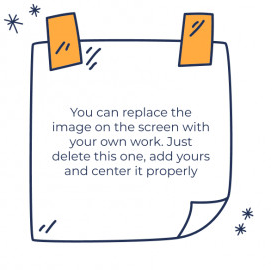 You can replace the
image on the screen with
your own work. Just
delete this one, add yours
and center it properly